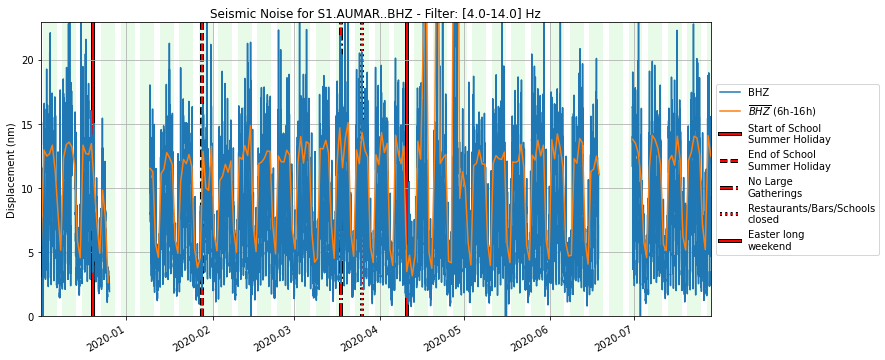 Seismic Noise for S1.AUMAR..BHZ - Filter: [4.0-14.0] Hz
Displacement (nm)
20
15
10
5
0
2020-01
2020-02
2020-03
2020-04
2020-05
2020-06
2020-07
BHZ
BHZ (6h-16h)
Start of School
Summer Holiday
End of School
Summer Holiday
No Large
Gatherings
Restaurants/Bars/Schools
closed
Easter long
weekend